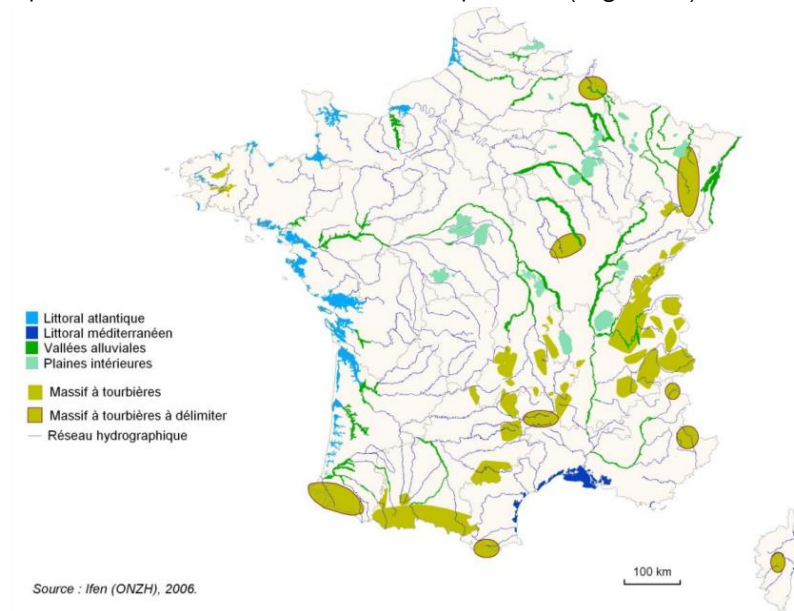 Littoral atlantique
Littoral méditerranéen
Vallées alluviales
Plaines intérieures
Massif à tourbières
Massif à tourbières à délimiter
Réseau hydrographique
100 km
Source : Ifen (ONZH), 2006.